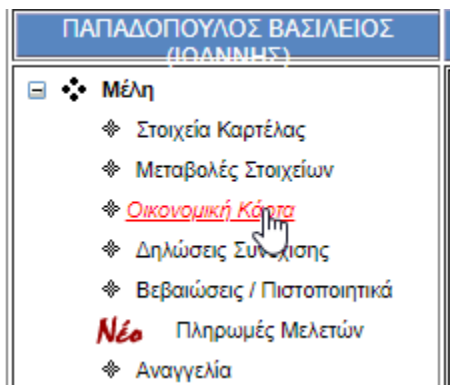 ΠΑΠΑΔΟΠΟΥΛΟΣ ΒΑΣΙΛΕΙΟΣ
(ΙΩΑΝΝΗΣ)
Μέλη
Στοιχεία Καρτέλας
Μεταβολές Στοιχείων
Οικονομική Κάρτα
Δηλώσεις Συνέχισης
Βεβαιώσεις / Πιστοποιητικά
Νέο Πληρωμές Μελετών
Αναγγελία